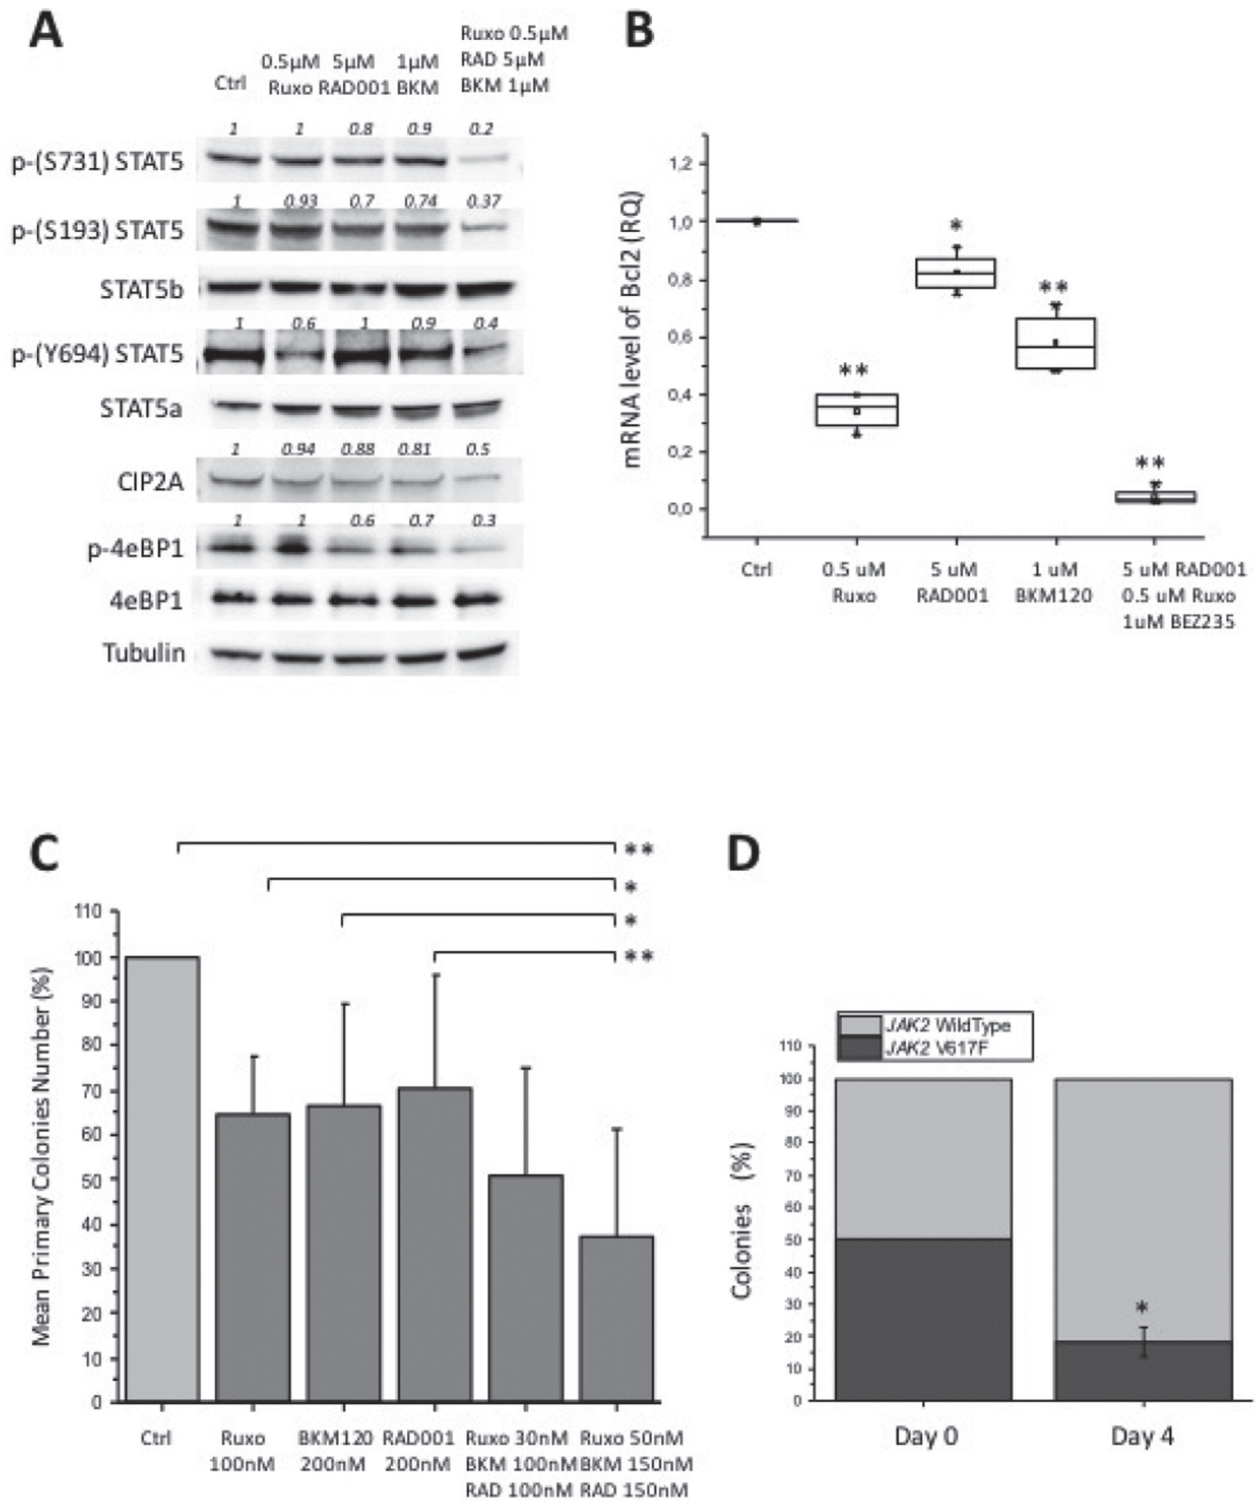 A
Ctrl
0.5µM Ruxo
5µM RAD001
1µM BKM
Ruxo 0.5µM
RAD 5µM
BKM 1µM
1 1 0.8 0.9 0.2
p-(S731) STAT5
1 0.93 0.7 0.74 0.37
p-(S193) STAT5
STAT5b
1 0.6 1 0.9 0.4
p-(Y694) STAT5
STAT5a
1 0.94 0.88 0.81 0.5
CIP2A
1 1 0.6 0.7 0.3
p-4eBP1
4eBP1
Tubulin
B
mRNA level of Bcl2 (RQ)
1,2
1,0
0,8
0,6
0,4
0,2
0,0
**
*
**
**
Ctrl
0.5 uM
Ruxo
5 uM
RAD001
1 uM
BKM120
5 uM RAD001
0.5 uM Ruxo
1uM BEZ235
C
**
*
*
**
Mean Primary Colonies Number (%)
110
100
90
80
70
60
50
40
30
20
10
0
Ctrl
Ruxo
100nM
BKM120
200nM
RAD001
200nM
Ruxo 30nM
BKM 100nM
RAD 100nM
Ruxo 50nM
BKM 150nM
RAD 150nM
D
JAK2 WildType
JAK2 V617F
Colonies (%)
110
100
90
80
70
60
50
40
30
20
10
0
*
Day 0
Day 4